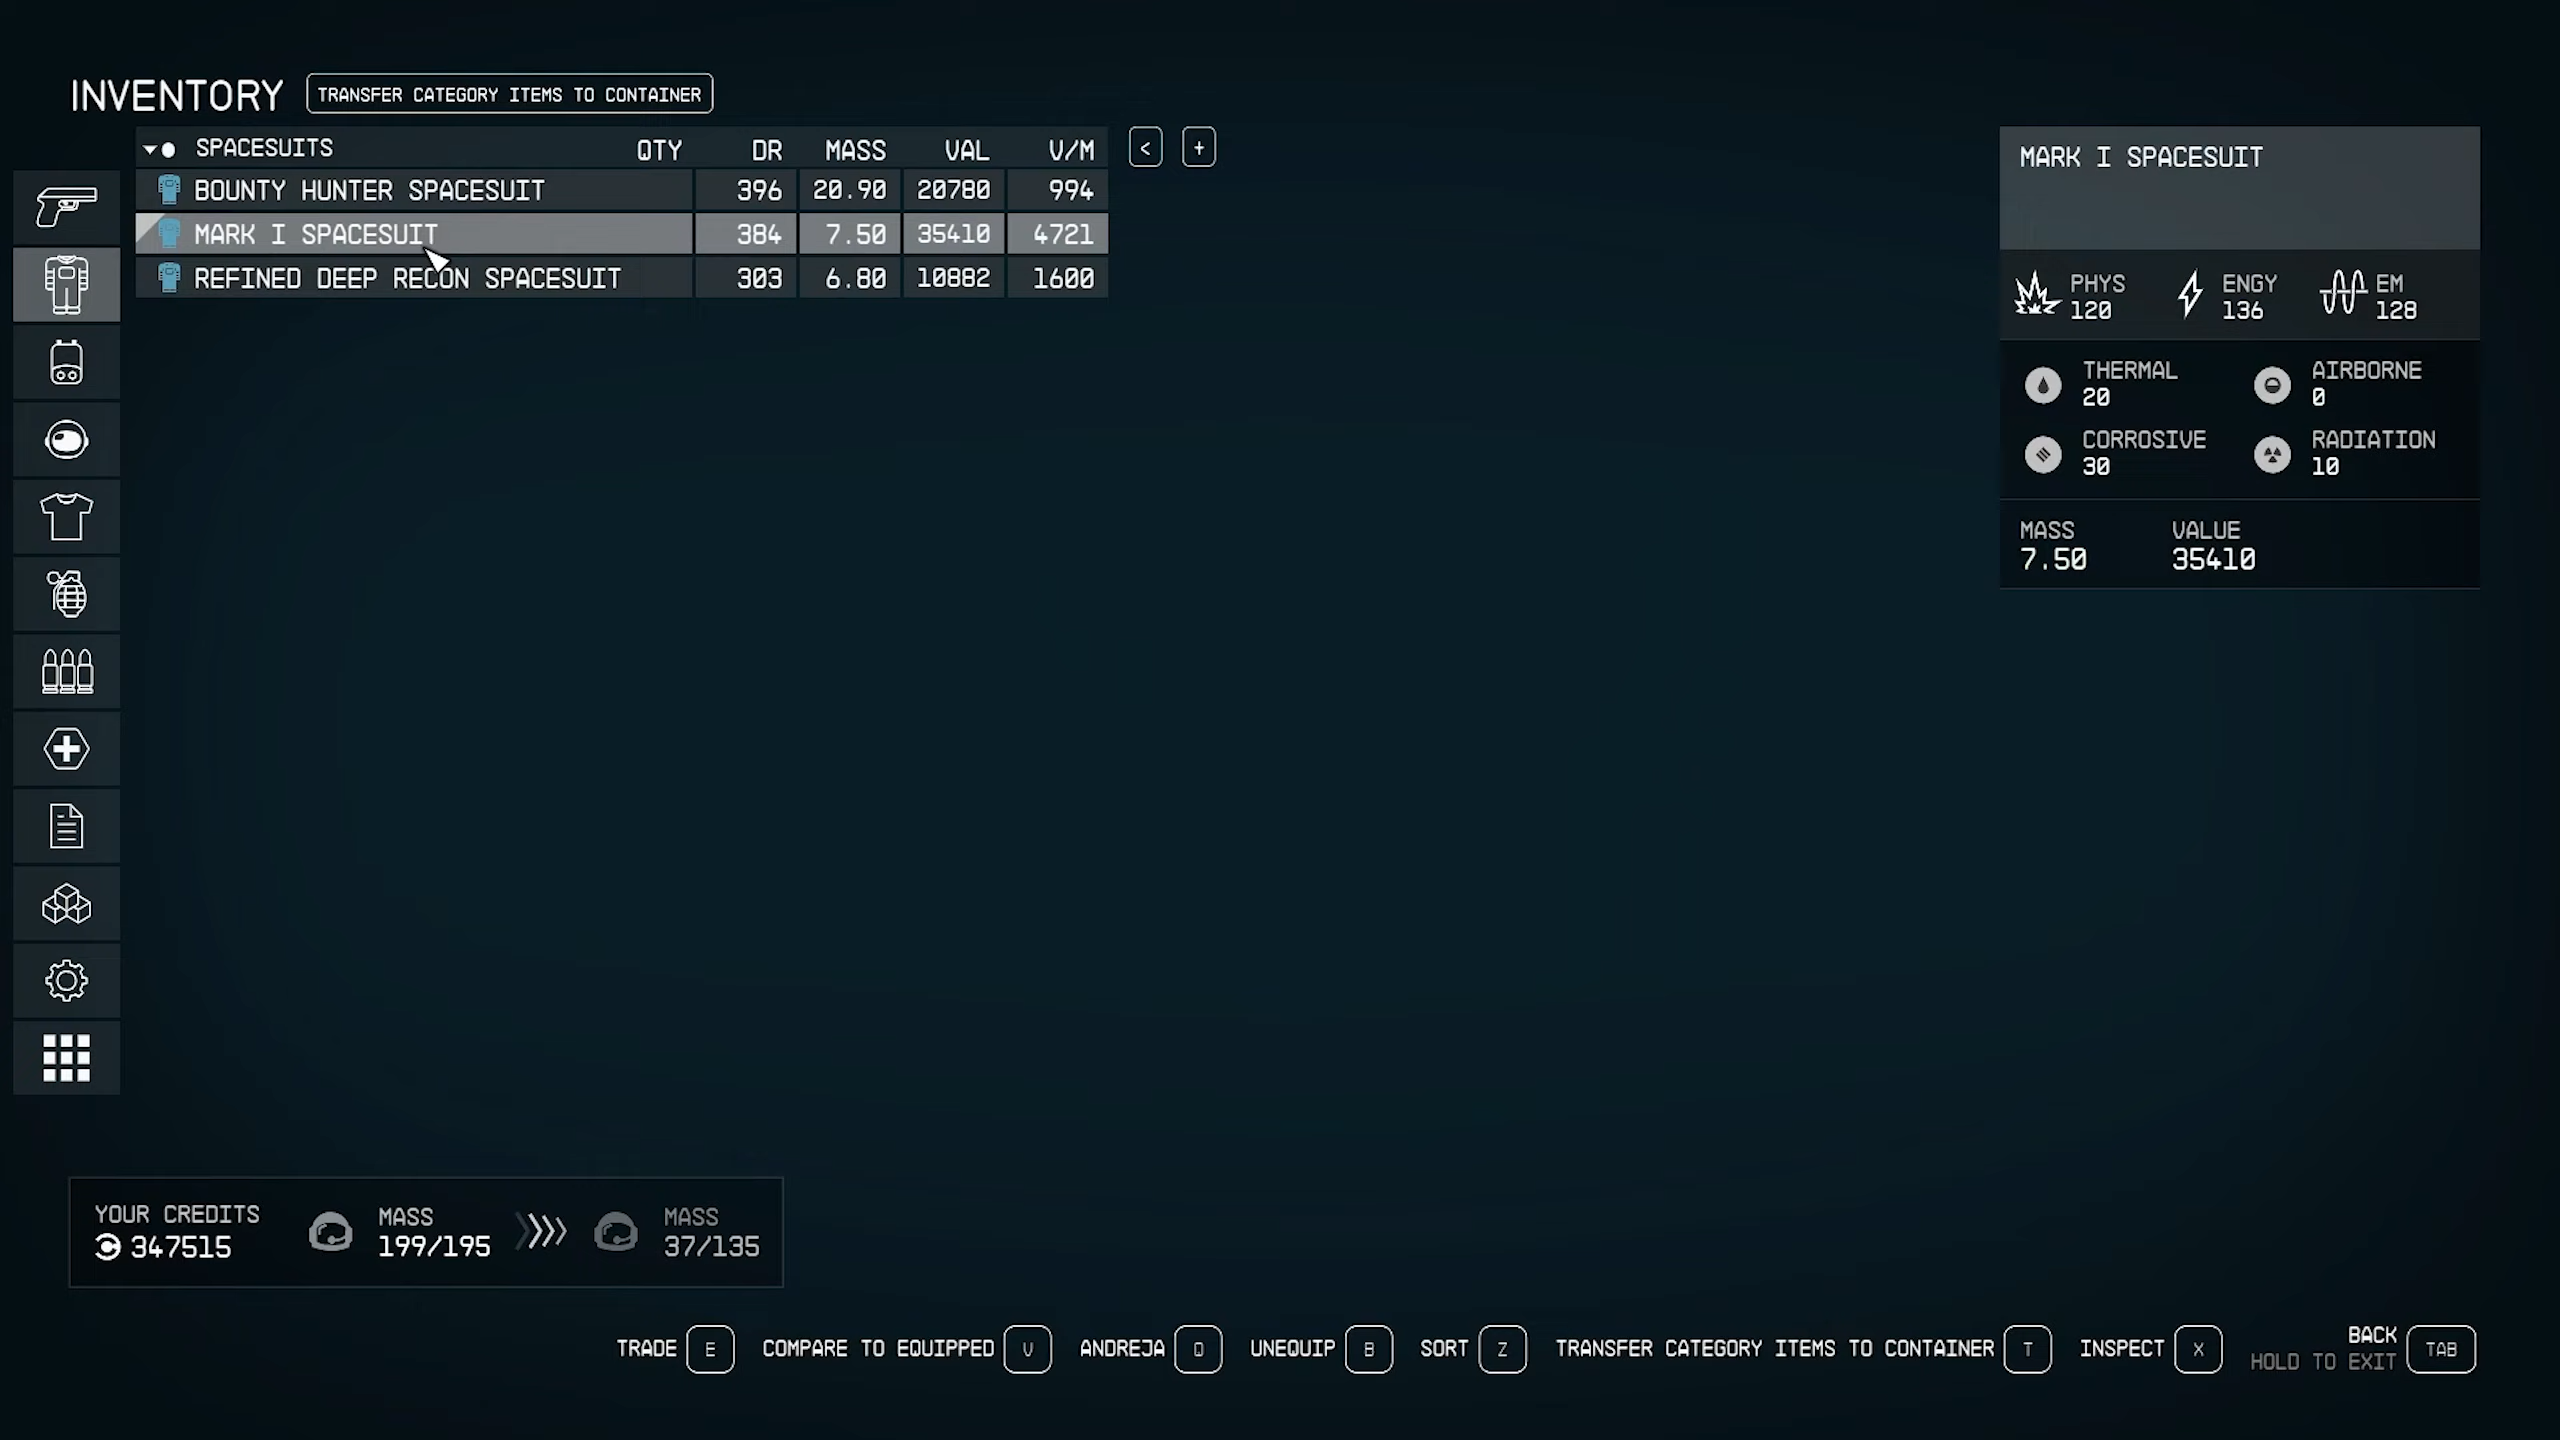 INVENTORY TRANSFER CATEGORY ITEMS TO CONTAINER
SPACESUITS QTY DR MASS VAL V/M < +
BOUNTY HUNTER SPACESUIT 396 20.90 20780 994
MARK I SPACESUIT 384 7.50 35410 4721
REFINED DEEP RECON SPACESUIT 303 6.80 10882 1600
MARK I SPACESUIT
PHYS ENGY EM
120 136 128
THERMAL AIRBORNE
20 0
CORROSIVE RADIATION
30 10
MASS VALUE
7.50 35410
YOUR CREDITS MASS MASS
347515 199/195 37/135
TRADE E COMPARE TO EQUIPPED V ANDREJA Q UNEQUIP B SORT Z TRANSFER CATEGORY ITEMS TO CONTAINER T INSPECT X BACK TAB
HOLD TO EXIT